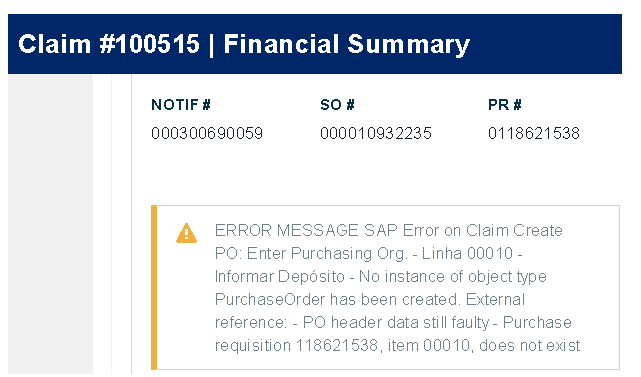 Claim #100515 | Financial Summary
NOTIF # SO # PR #
000300690059 000010932235 0118621538
ERROR MESSAGE SAP Error on Claim Create
PO: Enter Purchasing Org. - Linha 00010 -
Informar Depósito - No instance of object type
PurchaseOrder has been created. External
reference: - PO header data still faulty - Purchase
requisition 118621538, item 00010, does not exist